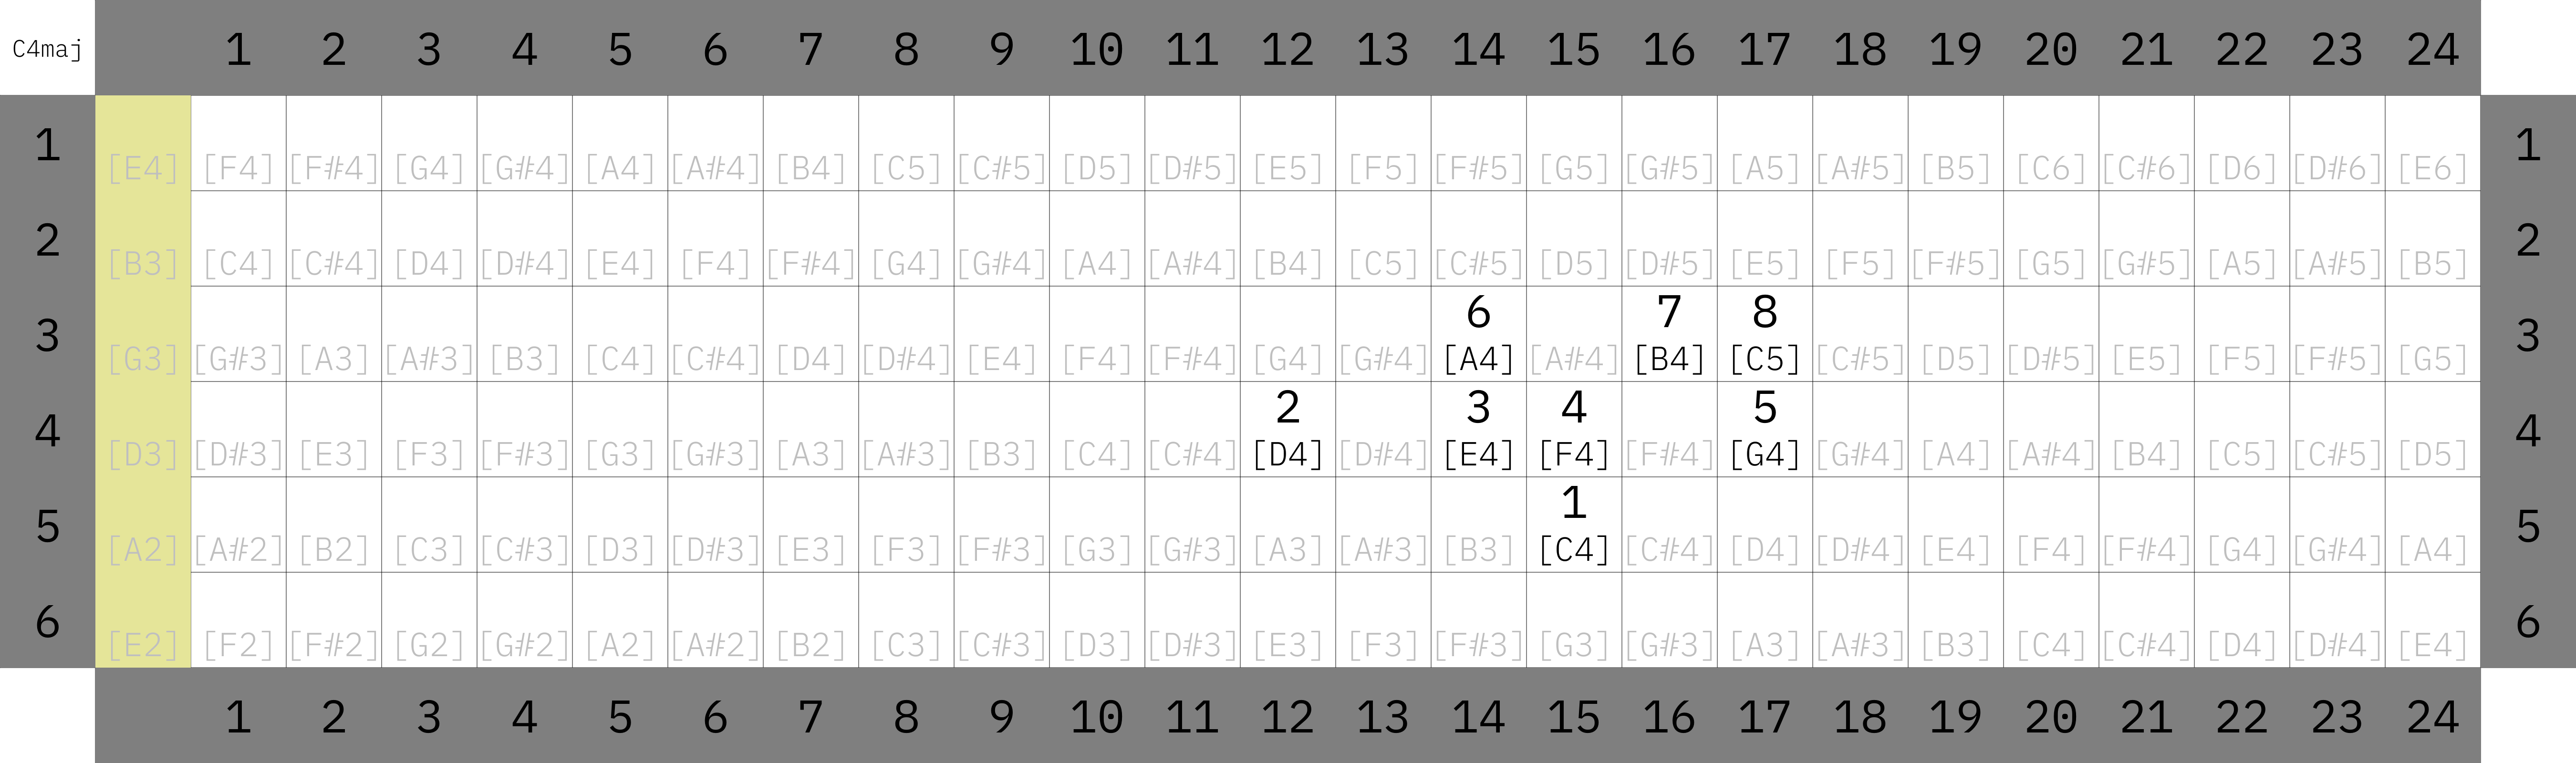 C4maj 1 2 3 4 5 6 7 8 9 10 11 12 13 14 15 16 17 18 19 20 21 22 23 24
1 [E4] [F4] [F#4] [G4] [G#4] [A4] [A#4] [B4] [C5] [C#5] [D5] [D#5] [E5] [F5] [F#5] [G5] [G#5] [A5] [A#5] [B5] [C6] [C#6] [D6] [D#6] [E6] 1
2 [B3] [C4] [C#4] [D4] [D#4] [E4] [F4] [F#4] [G4] [G#4] [A4] [A#4] [B4] [C5] [C#5] [D5] [D#5] [E5] [F5] [F#5] [G5] [G#5] [A5] [A#5] [B5] 2
6 7 8
3 [G3] [G#3] [A3] [A#3] [B3] [C4] [C#4] [D4] [D#4] [E4] [F4] [F#4] [G4] [G#4] [A4] [A#4] [B4] [C5] [C#5] [D5] [D#5] [E5] [F5] [F#5] [G5] 3
2 3 4 5
4 [D3] [D#3] [E3] [F3] [F#3] [G3] [G#3] [A3] [A#3] [B3] [C4] [C#4] [D4] [D#4] [E4] [F4] [F#4] [G4] [G#4] [A4] [A#4] [B4] [C5] [C#5] [D5] 4
1
5 [A2] [A#2] [B2] [C3] [C#3] [D3] [D#3] [E3] [F3] [F#3] [G3] [G#3] [A3] [A#3] [B3] [C4] [C#4] [D4] [D#4] [E4] [F4] [F#4] [G4] [G#4] [A4] 5
6 [E2] [F2] [F#2] [G2] [G#2] [A2] [A#2] [B2] [C3] [C#3] [D3] [D#3] [E3] [F3] [F#3] [G3] [G#3] [A3] [A#3] [B3] [C4] [C#4] [D4] [D#4] [E4] 6
1 2 3 4 5 6 7 8 9 10 11 12 13 14 15 16 17 18 19 20 21 22 23 24